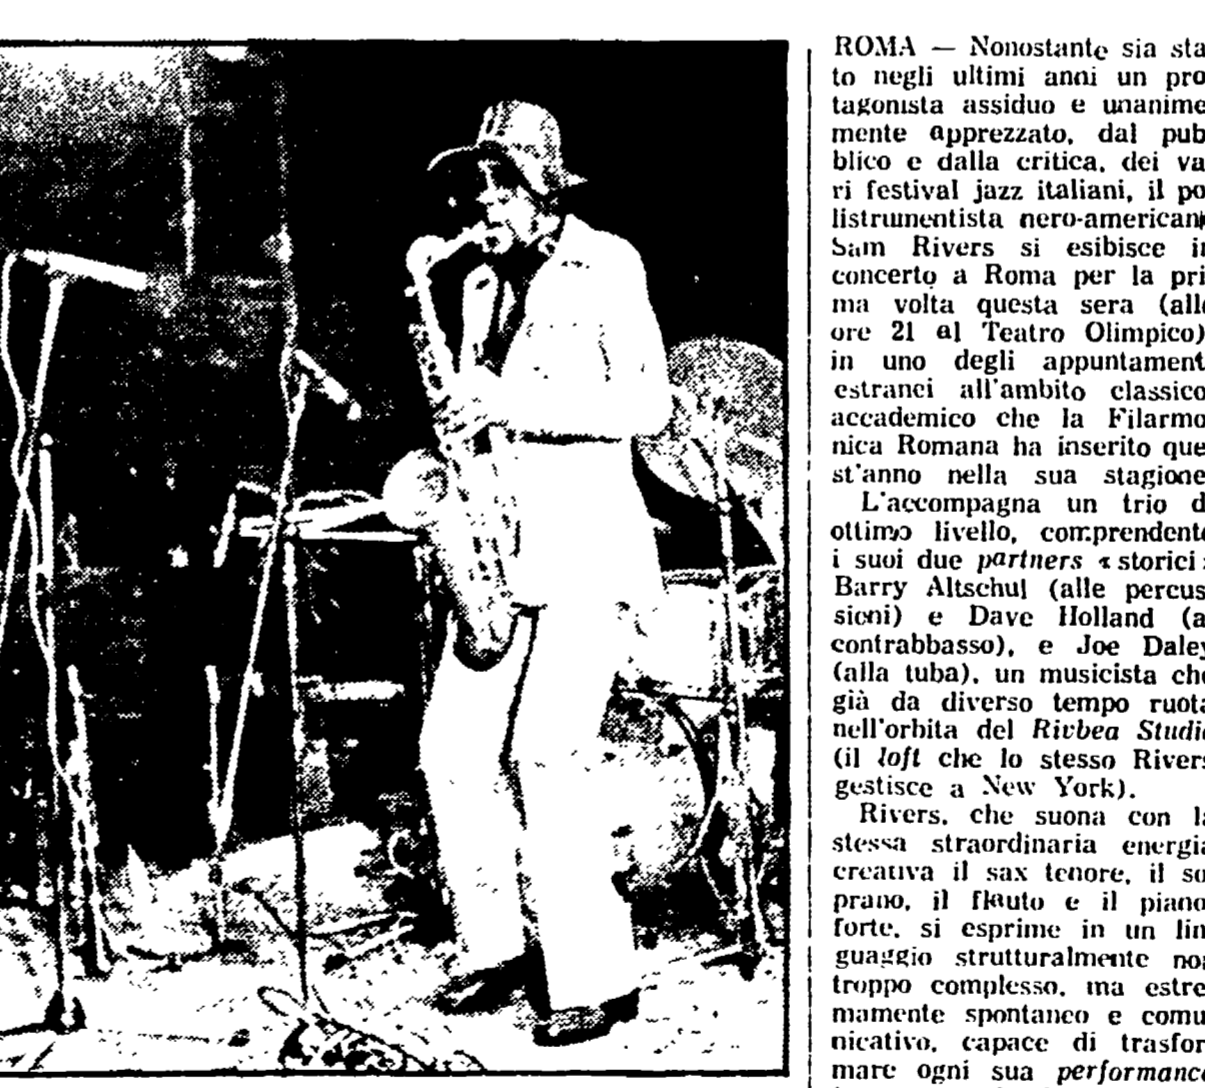 ROMA — Nonostante sia sta
to negli ultimi anni un pro
tagonista assiduo e unanime
mente apprezzato, dal pub
blico e dalla critica, dei va
ri festival jazz italiani, il po
listrumentista nero-american
Sam Rivers si esibisce i
concerto a Roma per la pri
ma volta questa sera (all
ore 21 al Teatro Olimpico)
in uno degli appuntament
estranei all'ambito classico
accademico che la Filarmo
nica Romana ha inserito que
st'anno nella sua stagione
L'accompagna un trio d
ottimo livello, comprendente
i suoi due partners « storici »
Barry Altschul (alle percus
sioni) e Dave Holland (a
contrabbasso), e Joe Daley
(alla tuba), un musicista che
già da diverso tempo ruota
nell'orbita del Rivbea Studio
(il loft che lo stesso Rivers
gestisce a New York).
Rivers, che suona con la
stessa straordinaria energia
creativa il sax tenore, il so
prano, il flauto e il piano
forte, si esprime in un lin
guaggio strutturalmente non
troppo complesso, ma estre
mamente spontaneo e comu
nicativo, capace di trasfor
mare ogni sua performance